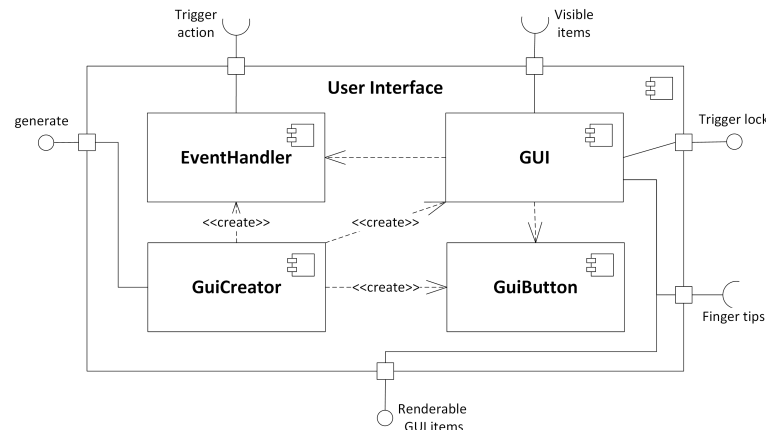 Trigger
action
Visible
items
User Interface
generate
Trigger lock
EventHandler
GUI
<<create>>
<<create>>
GuiCreator
<<create>>
GuiButton
Finger tips
Renderable
GUI items